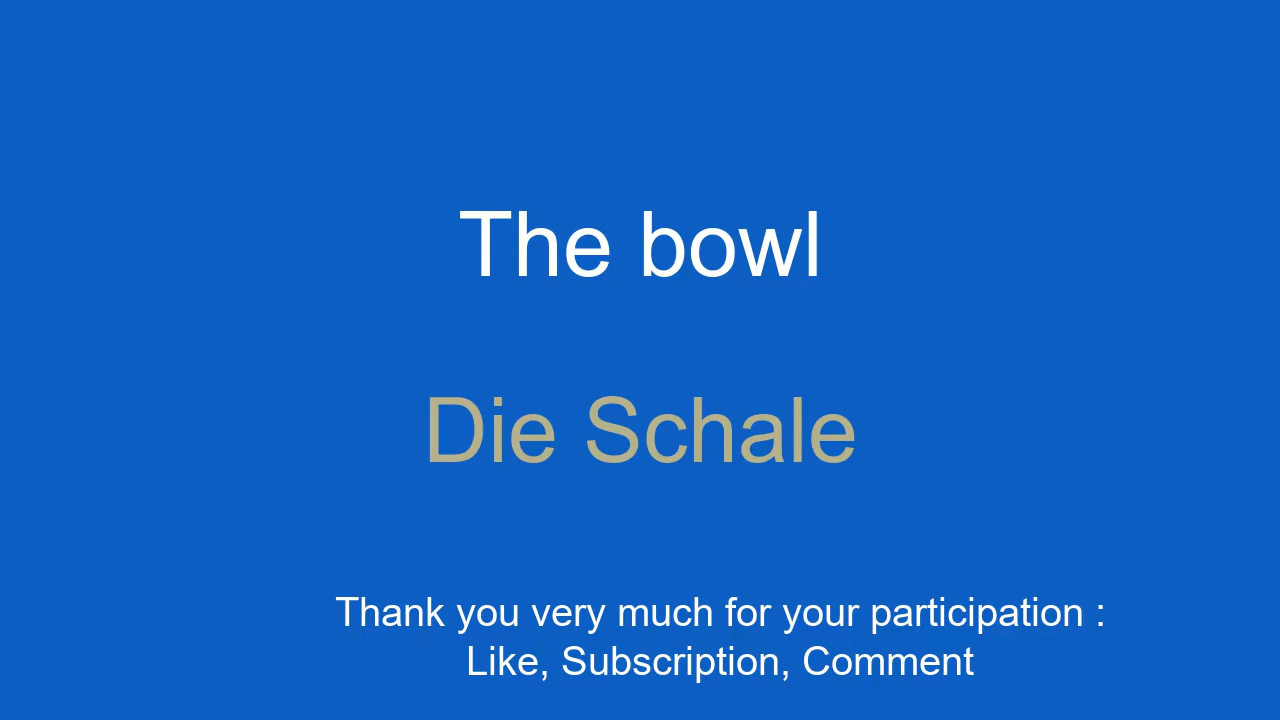 The bowl
Die Schale
Thank you very much for your participation :
Like, Subscription, Comment